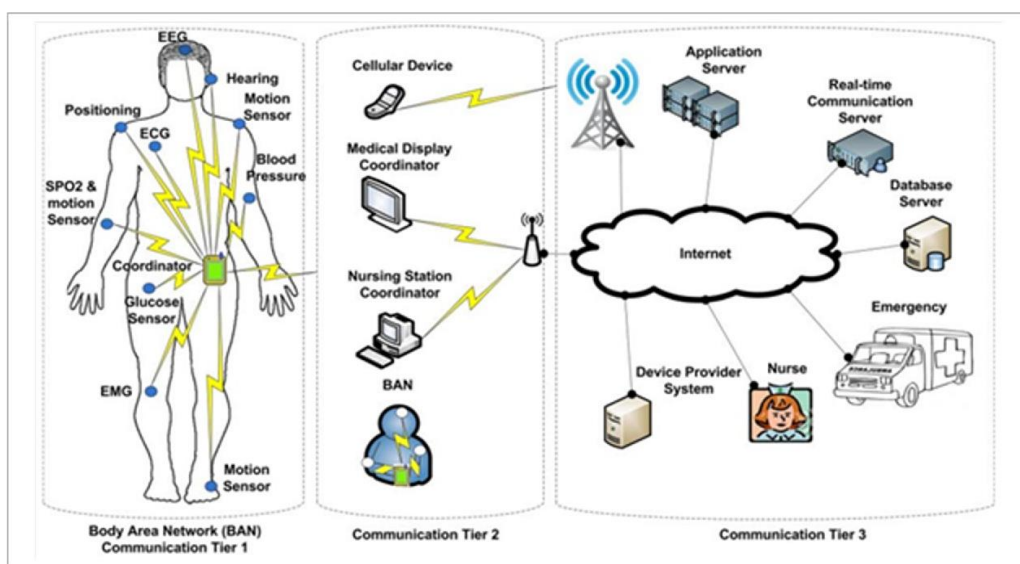 EEG
Hearing
Motion
Sensor
Positioning
ECG
Blood
Pressure
SPO2 &
motion
Sensor
Coordinator
Glucose
Sensor
EMG
Motion
Sensor
Body Area Network (BAN)
Communication Tier 1
Cellular Device
Medical Display
Coordinator
Nursing Station
Coordinator
BAN
Communication Tier 2
Application
Server
Real-time
Communication
Server
Database
Server
Internet
Emergency
Device Provider
System
Nurse
Communication Tier 3